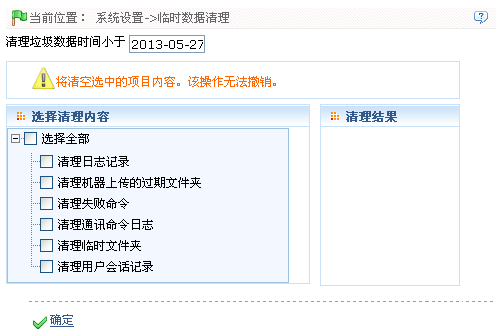 当前位置： 系统设置->临时数据清理
清理垃圾数据时间小于 2013-05-27
将清空选中的项目内容。该操作无法撤销。
选择清理内容
选择全部
清理日志记录
清理机器上传的过期文件夹
清理失败命令
清理通讯命令日志
清理临时文件夹
清理用户会话记录
清理结果
确定